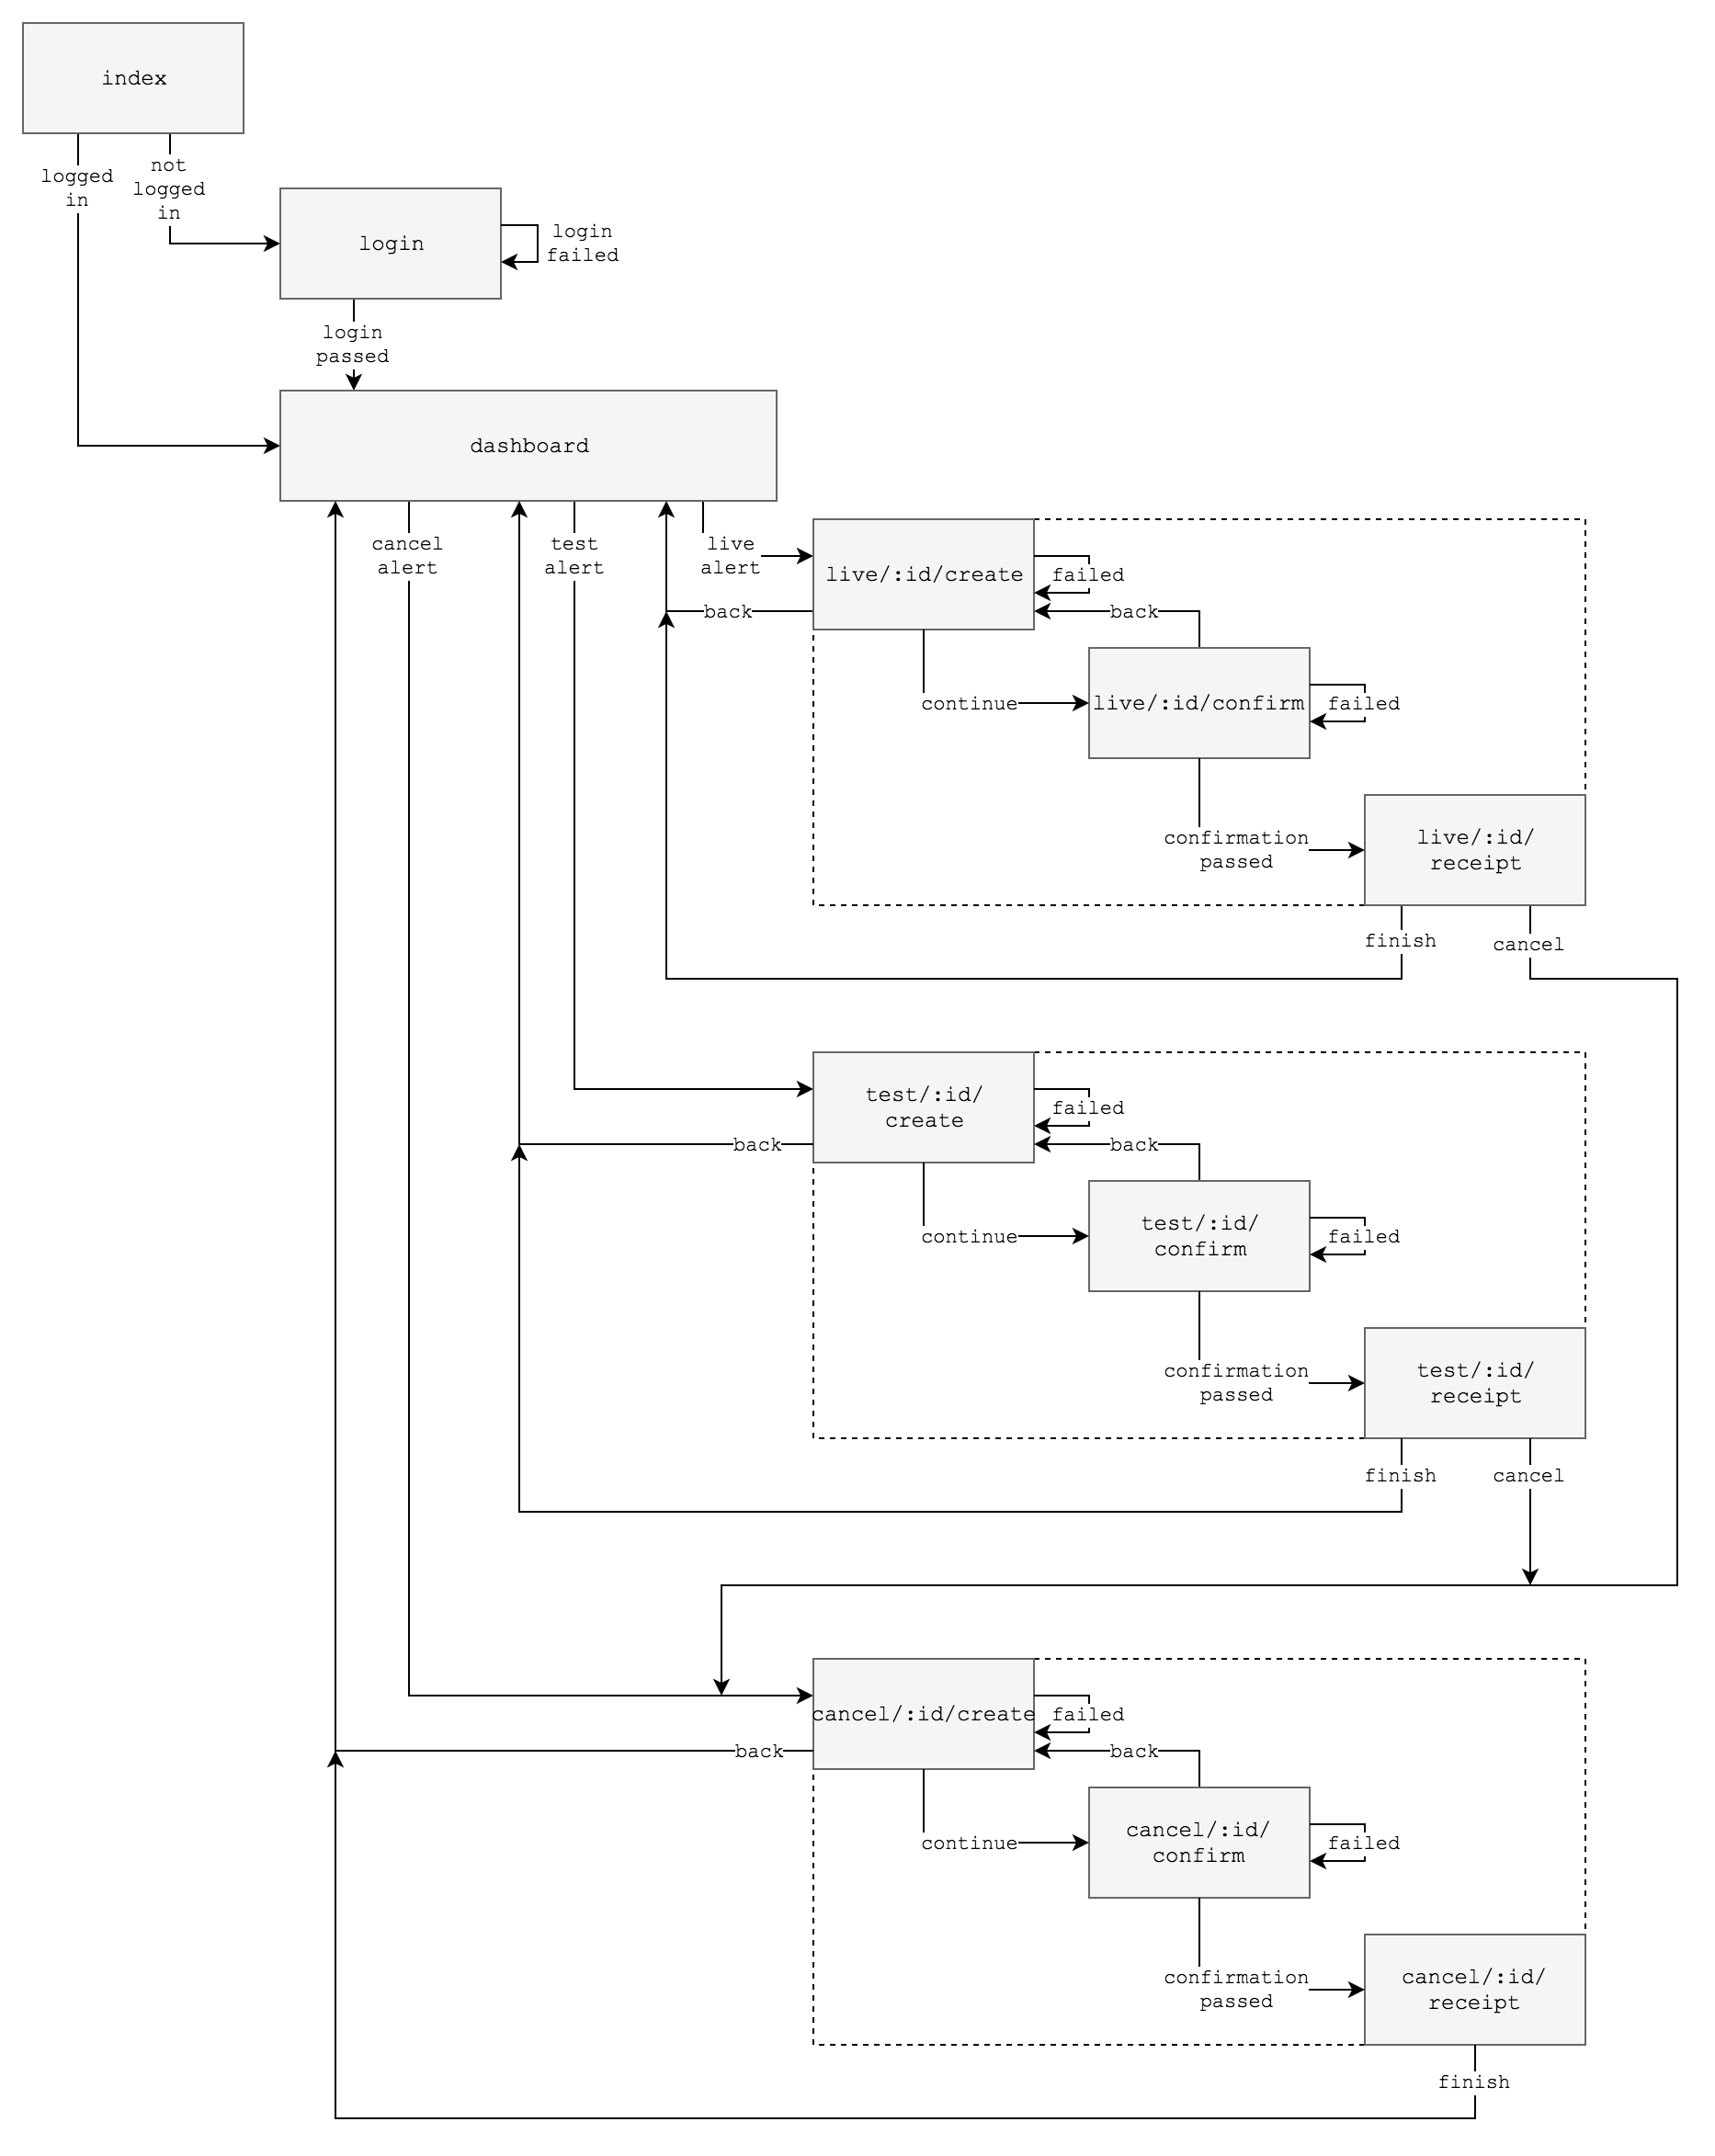 index
logged
in
not
logged
in
login
login
failed
login
passed
dashboard
cancel
alert
test
alert
live
alert
live/:id/create
failed
back
back
continue
live/:id/confirm
failed
confirmation
passed
live/:id/
receipt
finish
cancel
test/:id/
create
failed
back
back
continue
test/:id/
confirm
failed
confirmation
passed
test/:id/
receipt
finish
cancel
cancel/:id/create
failed
back
back
continue
cancel/:id/
confirm
failed
confirmation
passed
cancel/:id/
receipt
finish